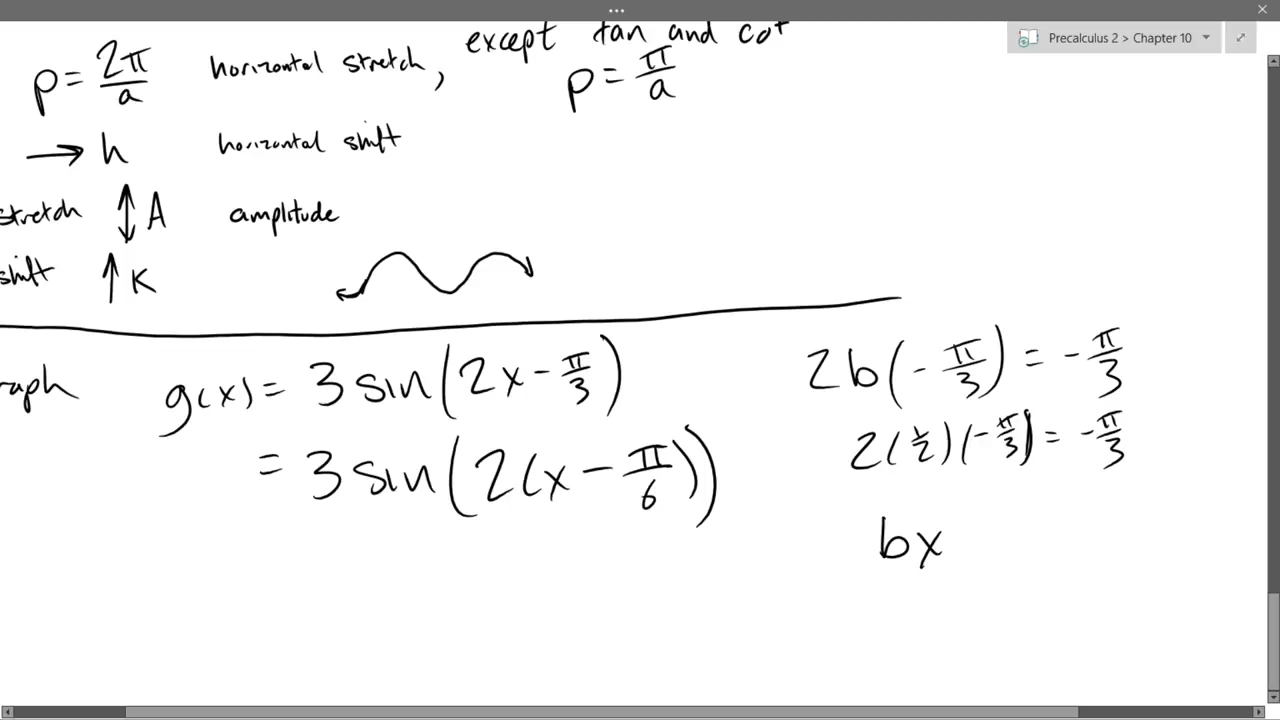 Precalculus 2 > Chapter 10
p = 2π/a horizontal stretch, except tan and cot
p = π/a
→ h horizontal shift
stretch ↕ A amplitude
shift ↑ K
raph g(x) = 3 sin(2x - π/3)
= 3 sin(2(x - π/6))
2b(-π/3) = -π/3
2(1/2)(-π/3) = -π/3
bx